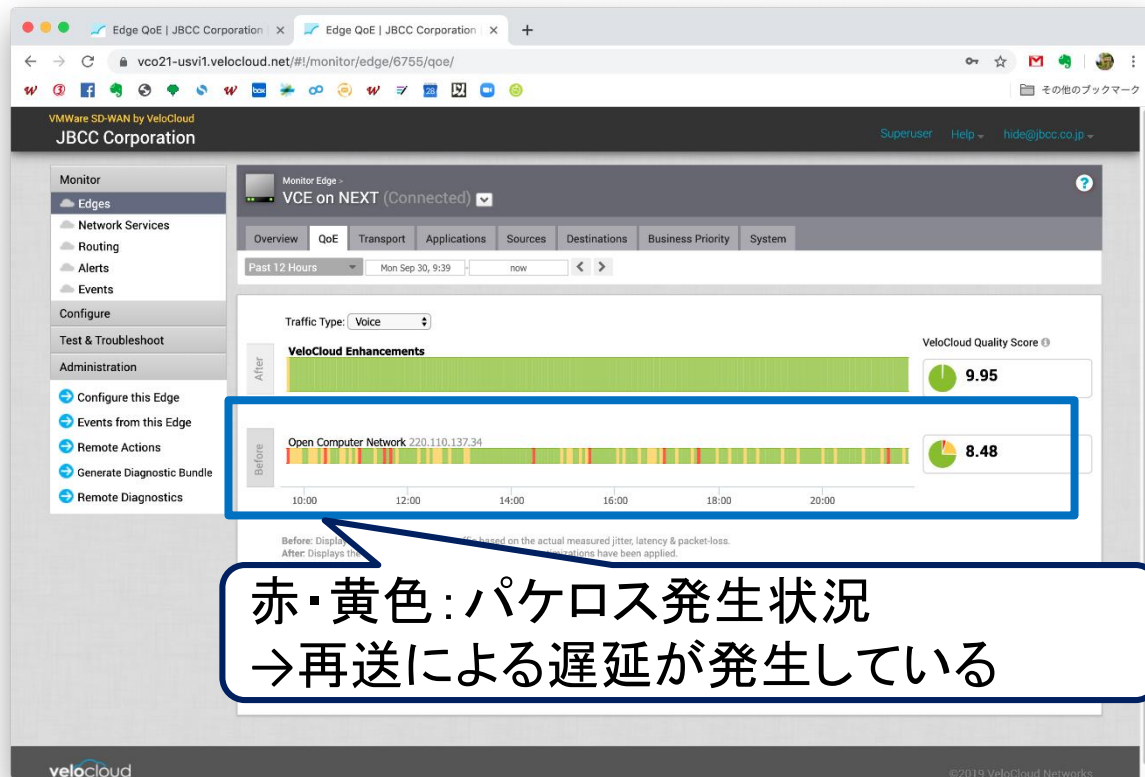 Edge QoE | JBCC Corporation
Edge QoE | JBCC Corporation
vco21-usvi1.velocloud.net/#!/monitor/edge/6755/qoe/
box
28
その他のブックマーク
VMWare SD-WAN by VeloCloud
JBCC Corporation
Superuser Help hide@jbcc.co.jp
Monitor
Edges
Network Services
Routing
Alerts
Events
Configure
Test & Troubleshoot
Administration
Configure this Edge
Events from this Edge
Remote Actions
Generate Diagnostic Bundle
Remote Diagnostics
Monitor Edge >
VCE on NEXT (Connected)
?
Overview QoE Transport Applications Sources Destinations Business Priority System
Past 12 Hours Mon Sep 30, 9:39 - now < >
Traffic Type: Voice
VeloCloud Quality Score
After
VeloCloud Enhancements
9.95
Before
Open Computer Network 220.110.137.34
8.48
10:00 12:00 14:00 16:00 18:00 20:00
Before: Display based on the actual measured jitter, latency & packet-loss.
After: Displays the have been applied.
赤・黄色：パケロス発生状況
→再送による遅延が発生している
velocloud
©2019 VeloCloud Networks